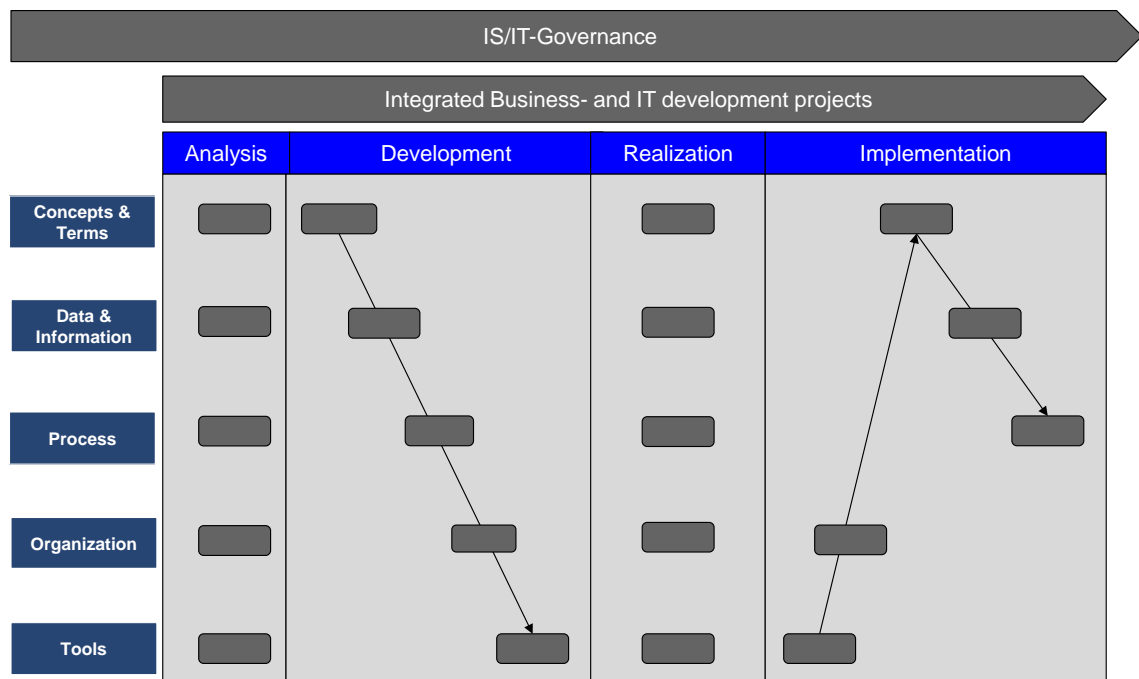 IS/IT-Governance
Integrated Business- and IT development projects
Analysis
Development
Realization
Implementation
Concepts &
Terms
Data &
Information
Process
Organization
Tools